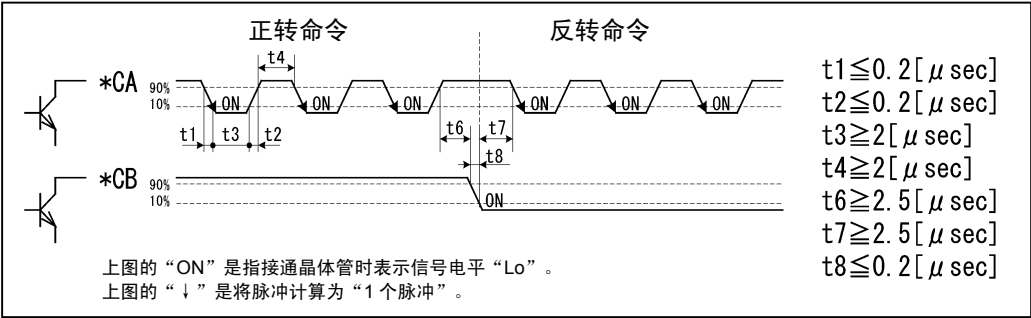 正转命令 反转命令
t4
*CA 90% 10% ON ON ON ON ON ON
t1 t3 t2 t6 t7
t8
*CB 90% 10% ON
t1≦0.2[μsec]
t2≦0.2[μsec]
t3≧2[μsec]
t4≧2[μsec]
t6≧2.5[μsec]
t7≧2.5[μsec]
t8≦0.2[μsec]
上图的“ON”是指接通晶体管时表示信号电平“Lo”。
上图的“↓”是将脉冲计算为“1个脉冲”。